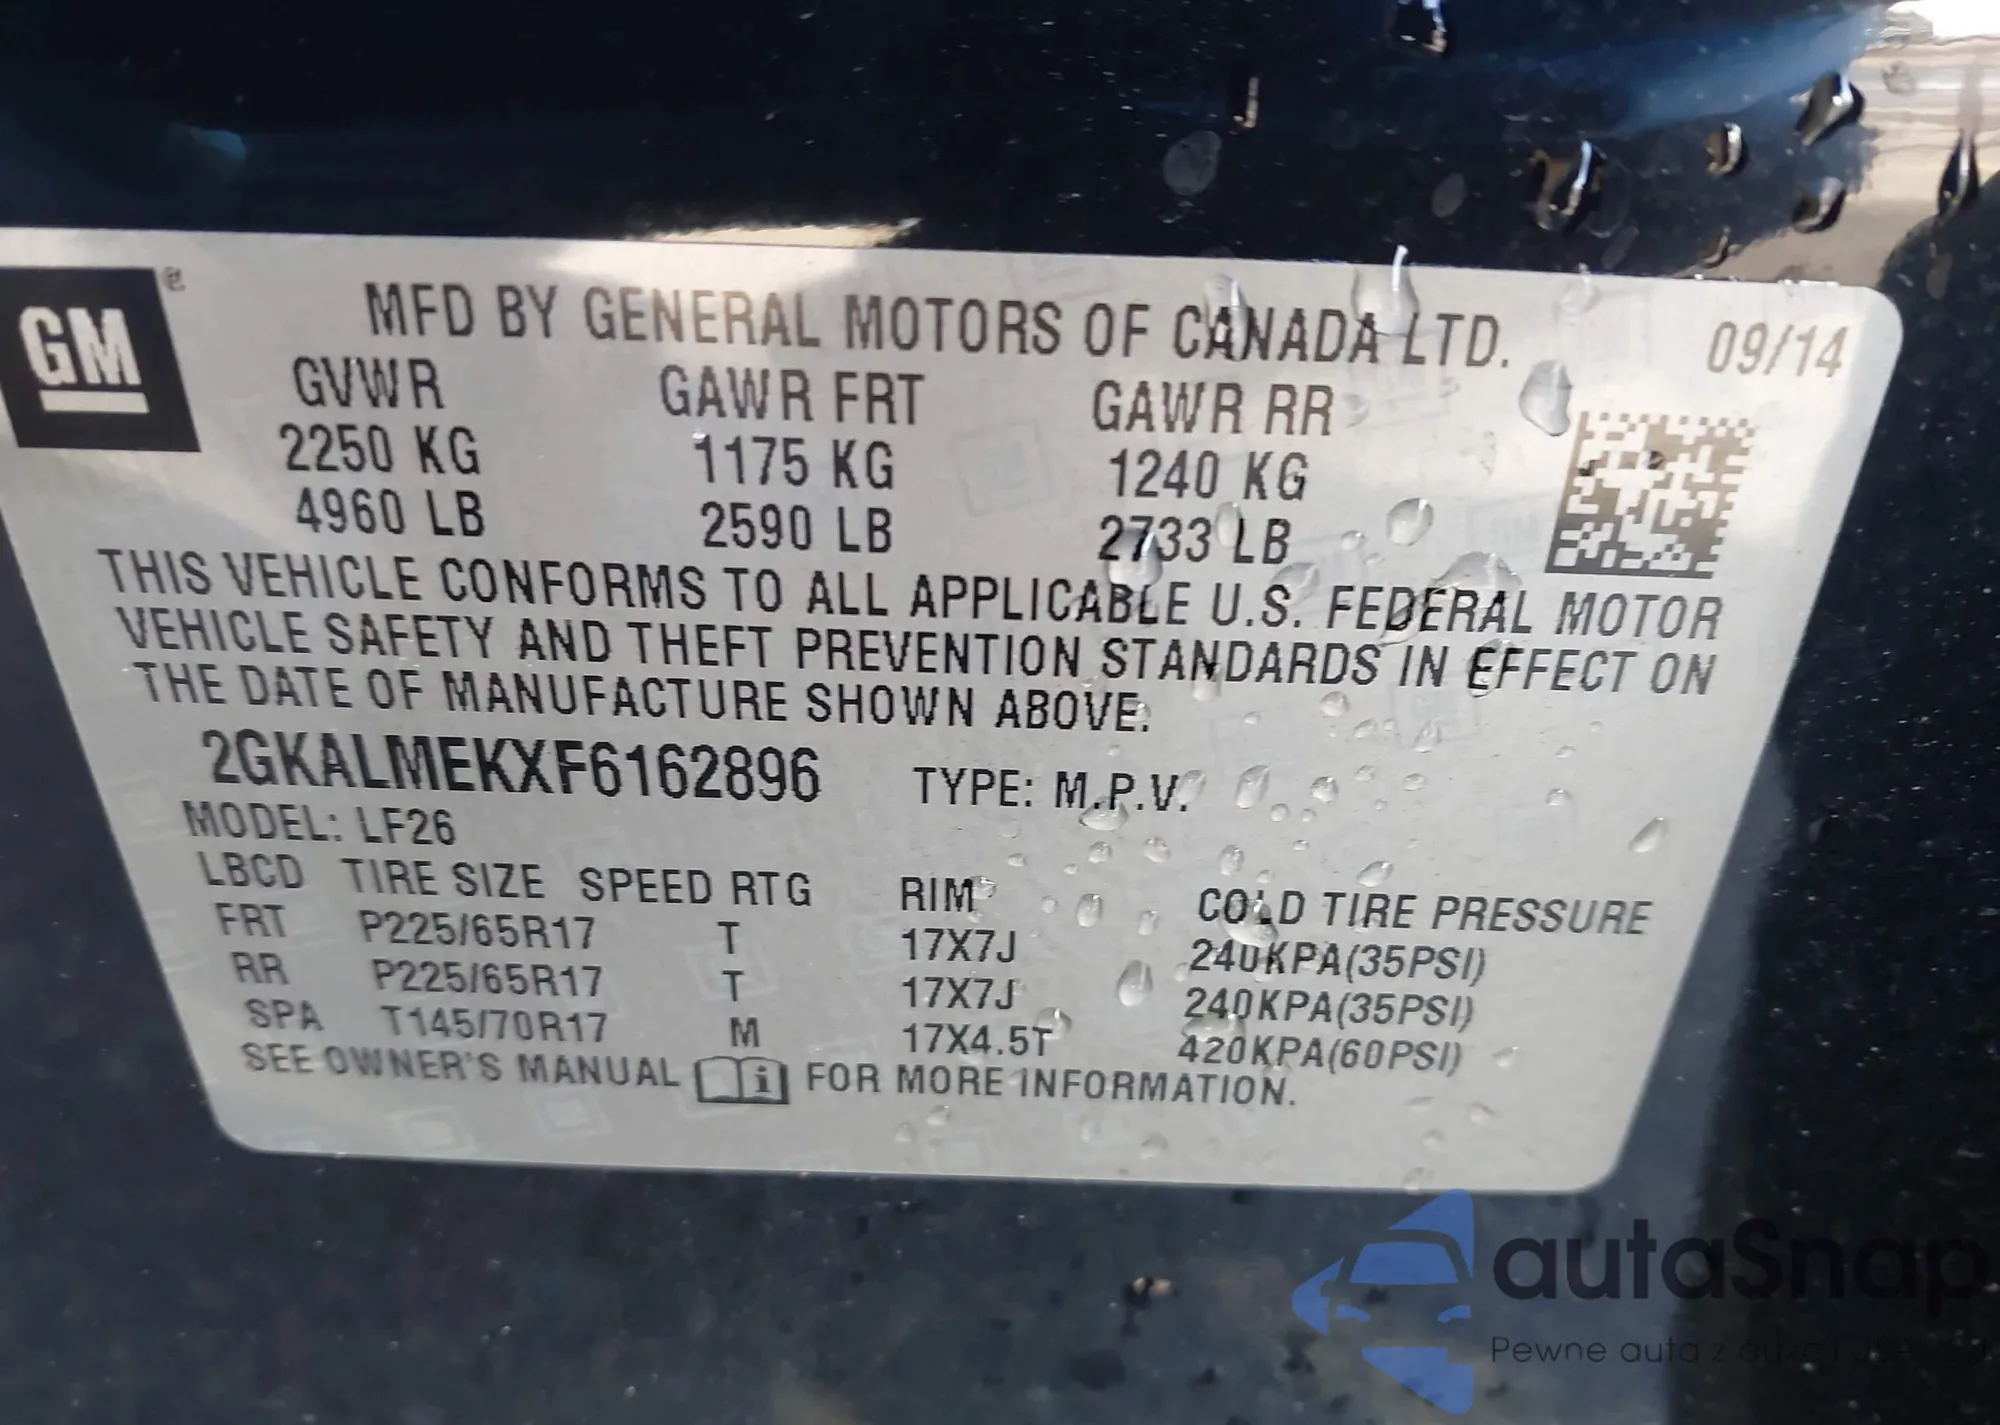 GM
MFD BY GENERAL MOTORS OF CANADA LTD. 09/14
GVWR GAWR FRT GAWR RR
2250 KG 1175 KG 1240 KG
4960 LB 2590 LB 2733 LB
THIS VEHICLE CONFORMS TO ALL APPLICABLE U.S. FEDERAL MOTOR
VEHICLE SAFETY AND THEFT PREVENTION STANDARDS IN EFFECT ON
THE DATE OF MANUFACTURE SHOWN ABOVE.
2GKALMEKXF6162896 TYPE: M.P.V.
MODEL: LF26
LBCD TIRE SIZE SPEED RTG RIM COLD TIRE PRESSURE
FRT P225/65R17 T 17X7J 240KPA(35PSI)
RR P225/65R17 T 17X7J 240KPA(35PSI)
SPA T145/70R17 M 17X4.5T 420KPA(60PSI)
SEE OWNER'S MANUAL i FOR MORE INFORMATION.
autaSnap
Pewne auta z